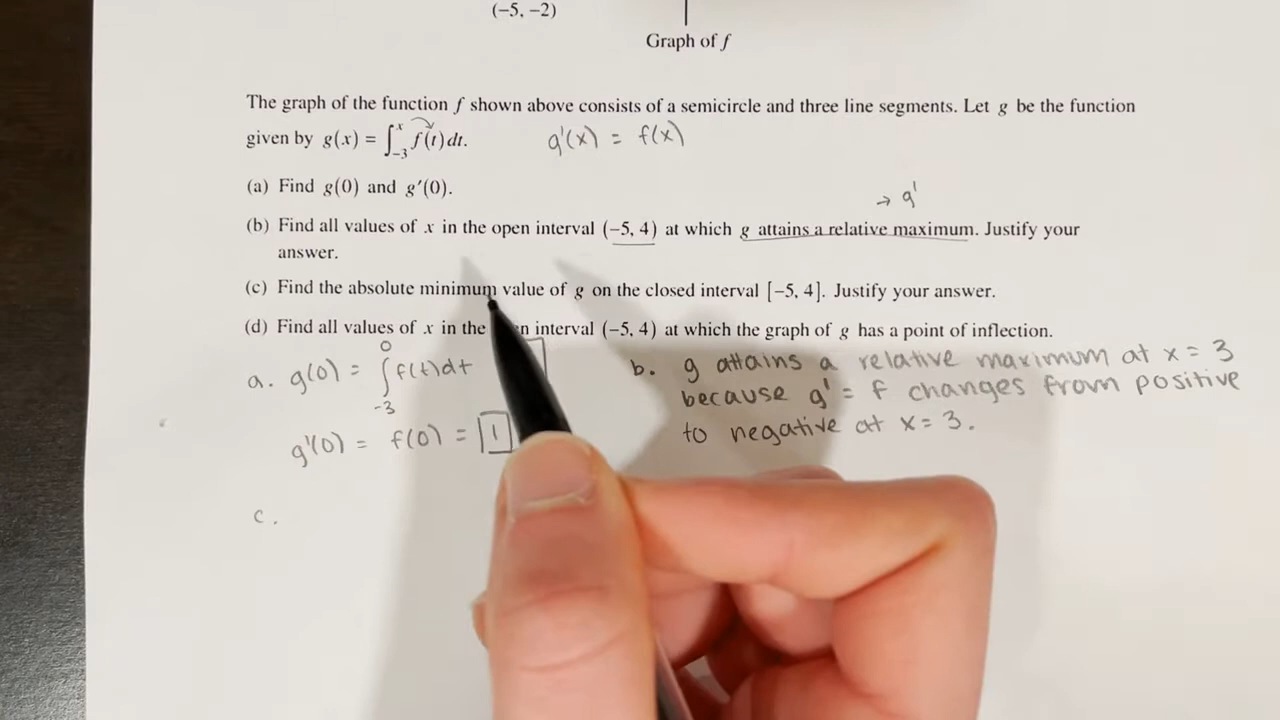 (−5, −2)
Graph of f
The graph of the function f shown above consists of a semicircle and three line segments. Let g be the function
given by g(x) = ∫₋₃ˣ f(t) dt. g'(x) = f(x)
(a) Find g(0) and g′(0).
→ g'
(b) Find all values of x in the open interval (−5, 4) at which g attains a relative maximum. Justify your
answer.
(c) Find the absolute minimum value of g on the closed interval [−5, 4]. Justify your answer.
(d) Find all values of x in the n interval (−5, 4) at which the graph of g has a point of inflection.
a. g(0) = ∫₋₃⁰ f(t)dt
g'(0) = f(0) = 1
b. g attains a relative maximum at x = 3
because g' = f changes from positive
to negative at x = 3.
c.